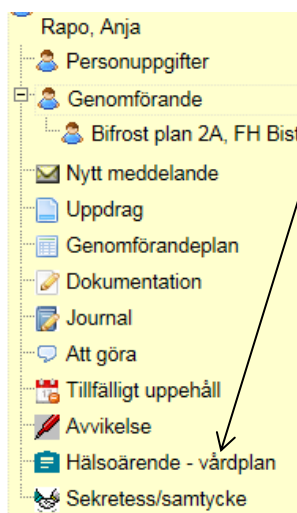 Rapo, Anja
Personuppgifter
Genomförande
Bifrost plan 2A, FH Bist
Nytt meddelande
Uppdrag
Genomförandeplan
Dokumentation
Journal
Att göra
Tillfälligt uppehåll
Avvikelse
Hälsoärende - vårdplan
Sekretess/samtycke